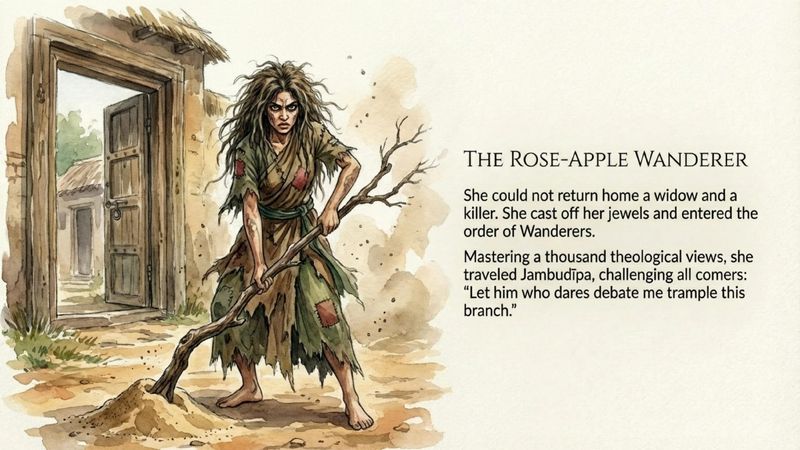 The Rose-Apple Wanderer
She could not return home a widow and a
killer. She cast off her jewels and entered the
order of Wanderers.
Mastering a thousand theological views, she
traveled Jambudīpa, challenging all comers:
“Let him who dares debate me trample this
branch.”